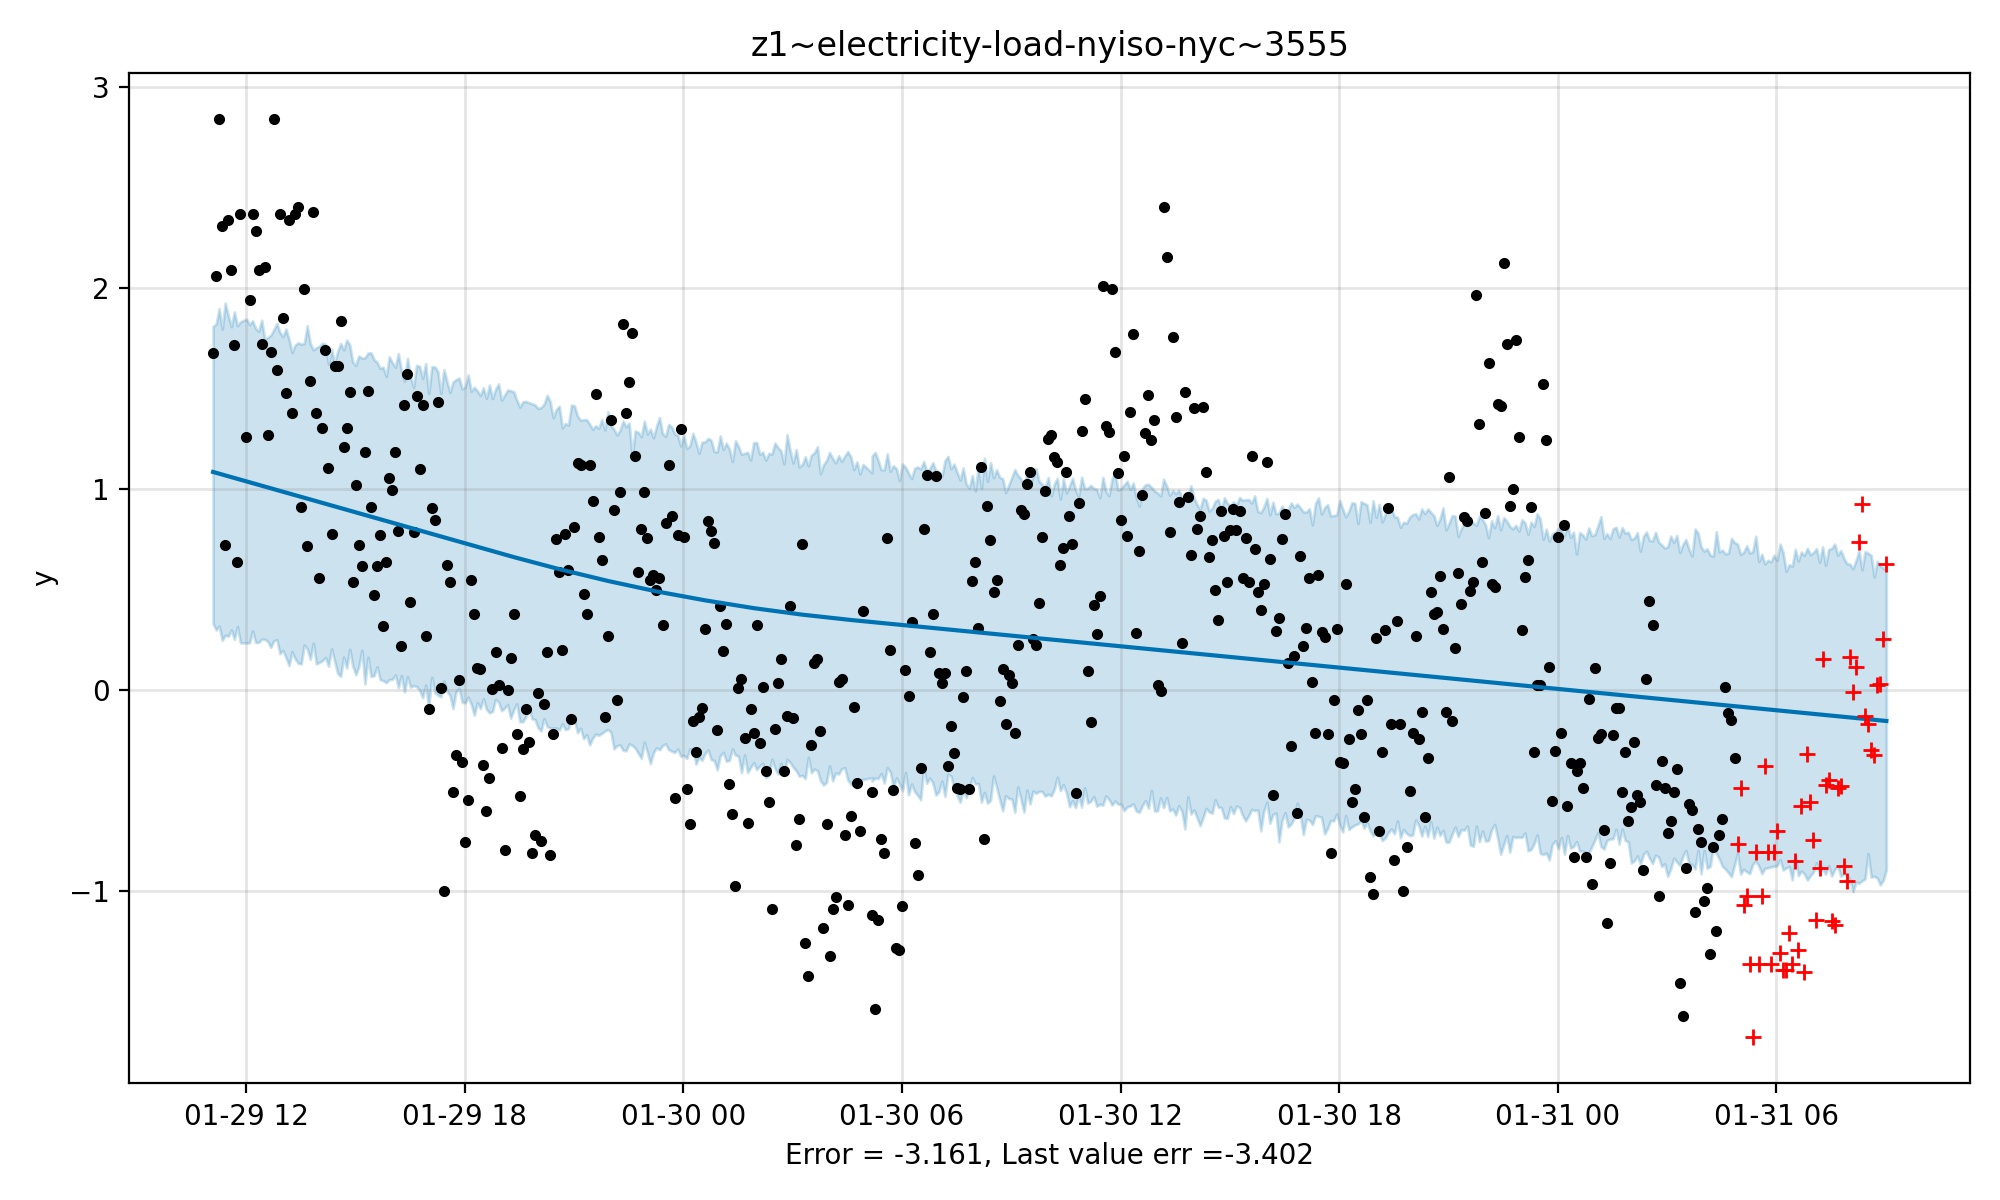 z1~electricity-load-nyiso-nyc~3555
3
2
1
0
−1
y
01-29 12 01-29 18 01-30 00 01-30 06 01-30 12 01-30 18 01-31 00 01-31 06
Error = -3.161, Last value err =-3.402